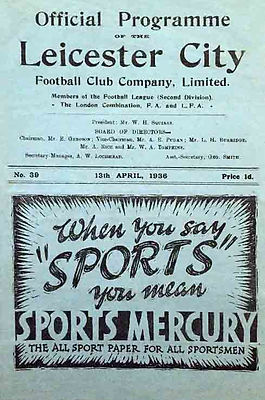 Official Programme
OF THE
Leicester City
Football Club Company, Limited.
Members of the Football League (Second Division).
- The London Combination, F.A. and L.F.A. -
President: Mr. W. H. Squires.
BOARD OF DIRECTORS—
Chairman, Mr. E. Gibson; Vice-Chairman, Mr. A. E. Pudan; Mr. L. H. Burridge.
Mr. A. Rice and Mr. W. A. Tompkins.
Secretary-Manager, A. W. Lochhead. Asst.-Secretary, Geo. Smith.
No. 39 13th APRIL, 1936 Price 1d.
When you say
"SPORTS"
you mean
SPORTS MERCURY
THE ALL SPORT PAPER FOR ALL SPORTSMEN